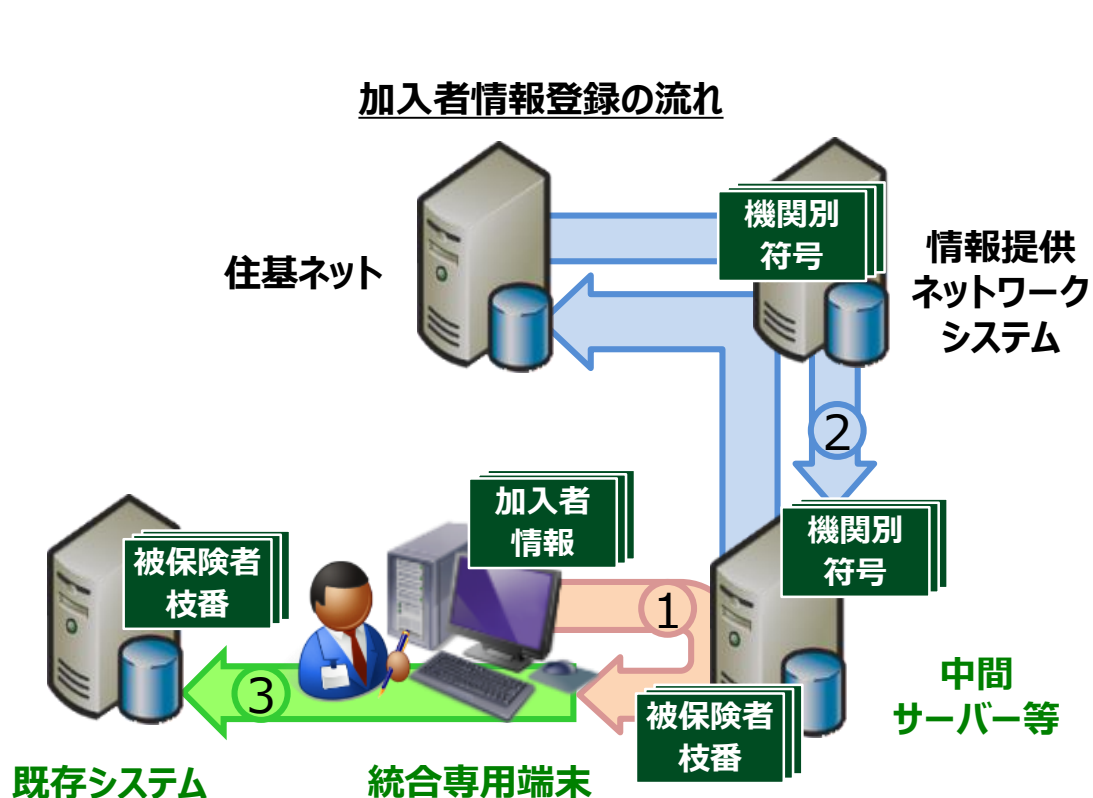 加入者情報登録の流れ
機関別
符号
住基ネット
情報提供
ネットワーク
システム
2
加入者
情報
機関別
符号
被保険者
枝番
1
3
中間
サーバー等
被保険者
枝番
既存システム
統合専用端末